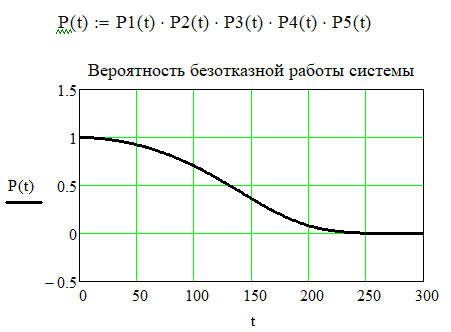 P(t) := P1(t) · P2(t) · P3(t) · P4(t) · P5(t)
Вероятность безотказной работы системы
1.5
1
P(t)
0.5
0
−0.5
0 50 100 150 200 250 300
t